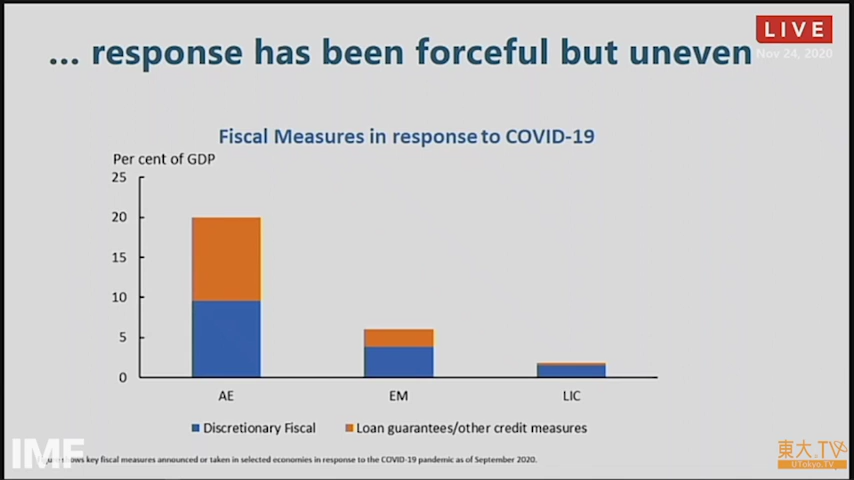 LIVE
... response has been forceful but uneven
Nov 24, 2020
Fiscal Measures in response to COVID-19
Per cent of GDP
25
20
15
10
5
0
AE EM LIC
Discretionary Fiscal Loan guarantees/other credit measures
IMF
shows key fiscal measures announced or taken in selected economies in response to the COVID-19 pandemic as of September 2020.
東大TV
UTokyo.TV